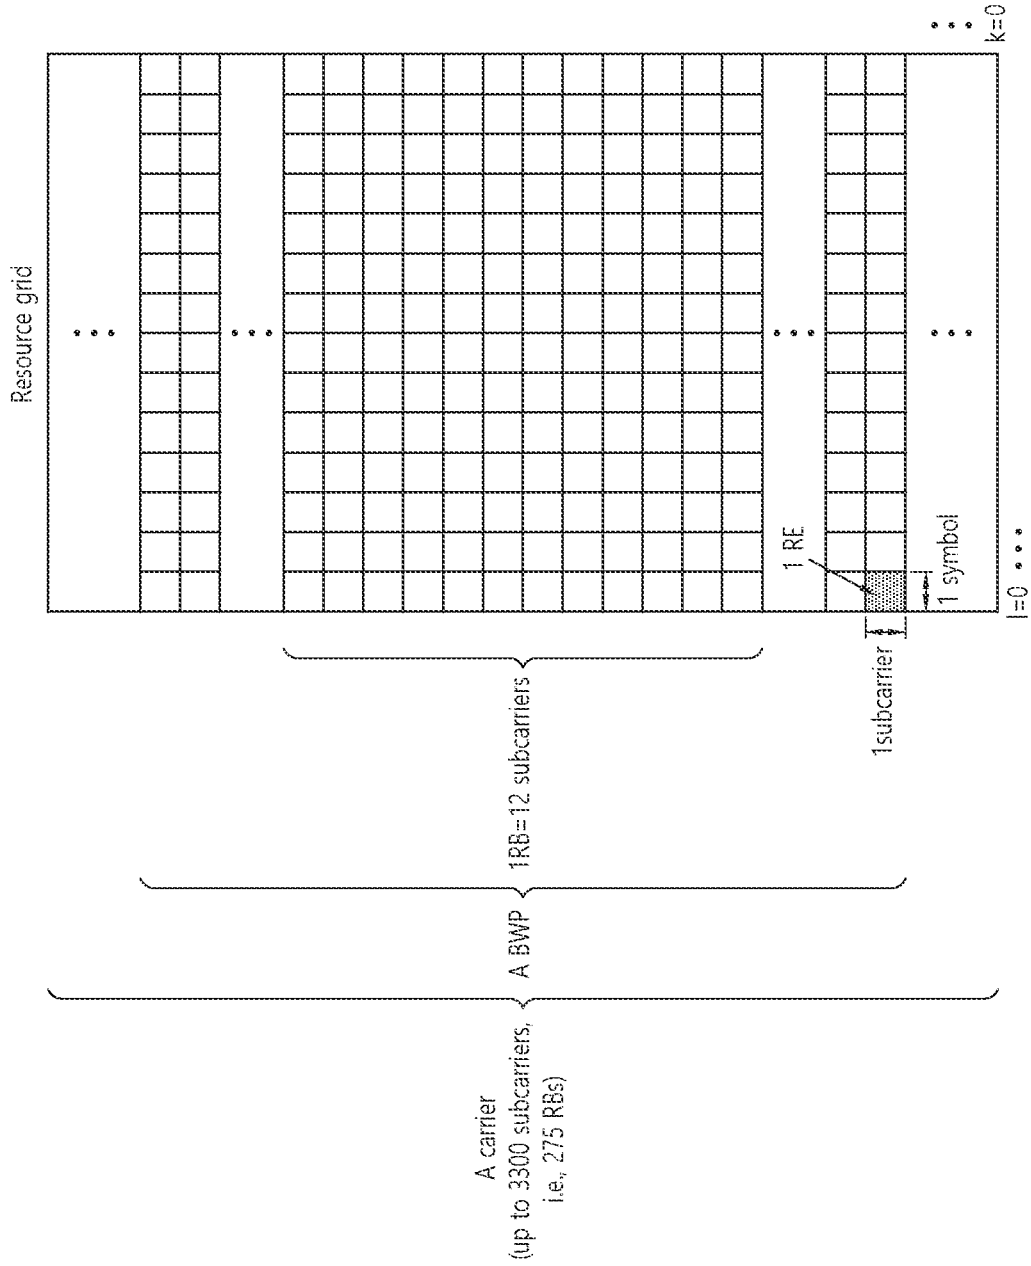 Resource grid
A carrier
(up to 3300 subcarriers,
i.e., 275 RBs)
A BWP
1RB=12 subcarriers
1subcarrier
1 RE
1 symbol
l=0
k=0